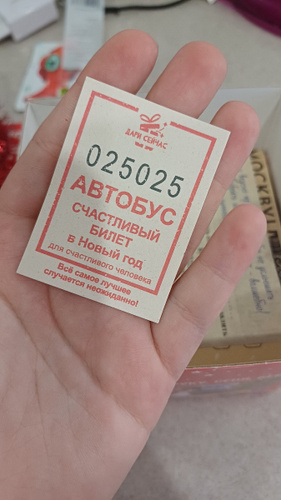 ДАРИ СЕЙЧАС
025025
АВТОБУС
СЧАСТЛИВЫЙ
БИЛЕТ
В Новый год
для счастливого человека
Всё самое лучшее
случается неожиданно!